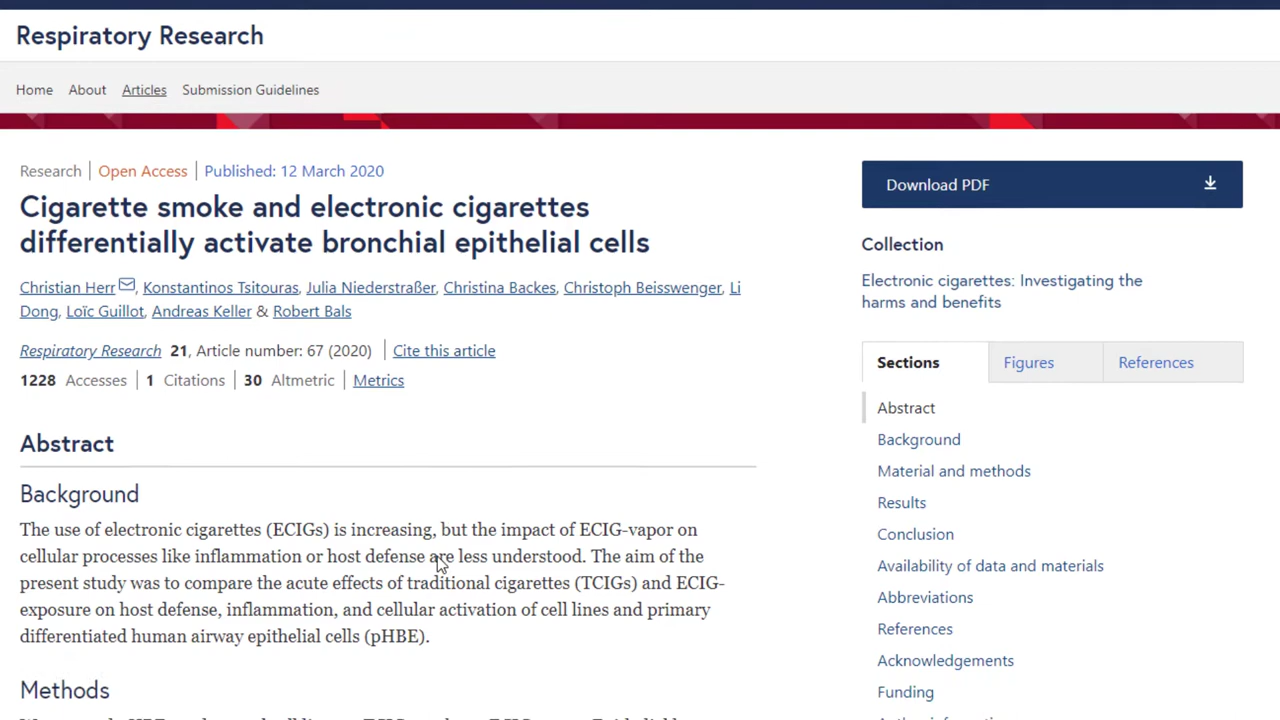 Respiratory Research
Home About Articles Submission Guidelines
Research | Open Access | Published: 12 March 2020
Cigarette smoke and electronic cigarettes
differentially activate bronchial epithelial cells
Christian Herr, Konstantinos Tsitouras, Julia Niederstraßer, Christina Backes, Christoph Beisswenger, Li
Dong, Loïc Guillot, Andreas Keller & Robert Bals
Respiratory Research 21, Article number: 67 (2020) | Cite this article
1228 Accesses | 1 Citations | 30 Altmetric | Metrics
Abstract
Background
The use of electronic cigarettes (ECIGs) is increasing, but the impact of ECIG-vapor on
cellular processes like inflammation or host defense are less understood. The aim of the
present study was to compare the acute effects of traditional cigarettes (TCIGs) and ECIG-
exposure on host defense, inflammation, and cellular activation of cell lines and primary
differentiated human airway epithelial cells (pHBE).
Methods
Download PDF
Collection
Electronic cigarettes: Investigating the
harms and benefits
Sections Figures References
Abstract
Background
Material and methods
Results
Conclusion
Availability of data and materials
Abbreviations
References
Acknowledgements
Funding